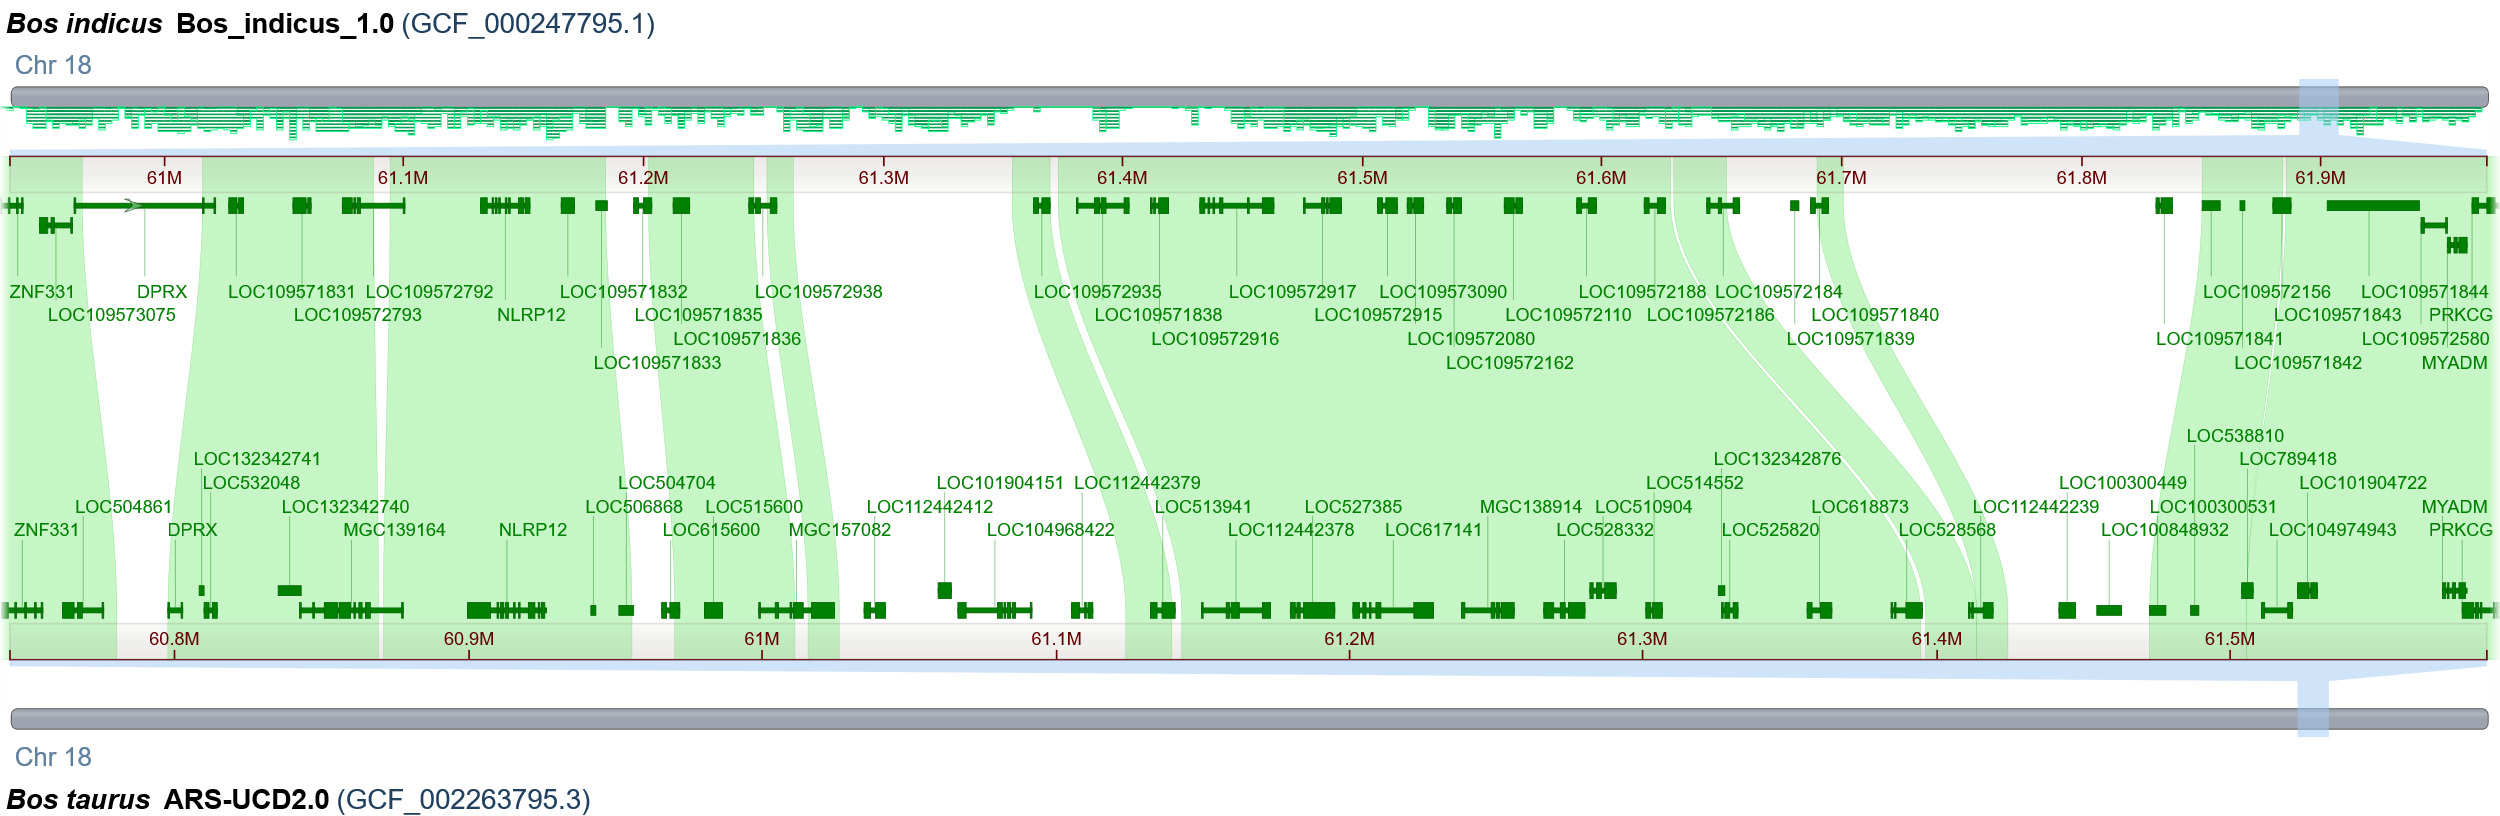 Bos indicus Bos_indicus_1.0 (GCF_000247795.1)
Chr 18
61M 61.1M 61.2M 61.3M 61.4M 61.5M 61.6M 61.7M 61.8M 61.9M
ZNF331 DPRX LOC109571831 LOC109572792 LOC109571832 LOC109572938 LOC109572935 LOC109572917 LOC109573090 LOC109572188 LOC109572184 LOC109572156 LOC109571844
LOC109573075 LOC109572793 NLRP12 LOC109571835 LOC109571838 LOC109572915 LOC109572110 LOC109572186 LOC109571840 LOC109571843 PRKCG
LOC109571836 LOC109572916 LOC109572080 LOC109571839 LOC109571841 LOC109572580
LOC109571833 LOC109572162 LOC109571842 MYADM
LOC538810
LOC132342741 LOC132342876 LOC789418
LOC532048 LOC504704 LOC101904151 LOC112442379 LOC514552 LOC100300449 LOC101904722
LOC504861 LOC132342740 LOC506868 LOC515600 LOC112442412 LOC513941 LOC527385 MGC138914 LOC510904 LOC618873 LOC112442239 LOC100300531 MYADM
ZNF331 DPRX MGC139164 NLRP12 LOC615600 MGC157082 LOC104968422 LOC112442378 LOC617141 LOC528332 LOC525820 LOC528568 LOC100848932 LOC104974943 PRKCG
60.8M 60.9M 61M 61.1M 61.2M 61.3M 61.4M 61.5M
Chr 18
Bos taurus ARS-UCD2.0 (GCF_002263795.3)